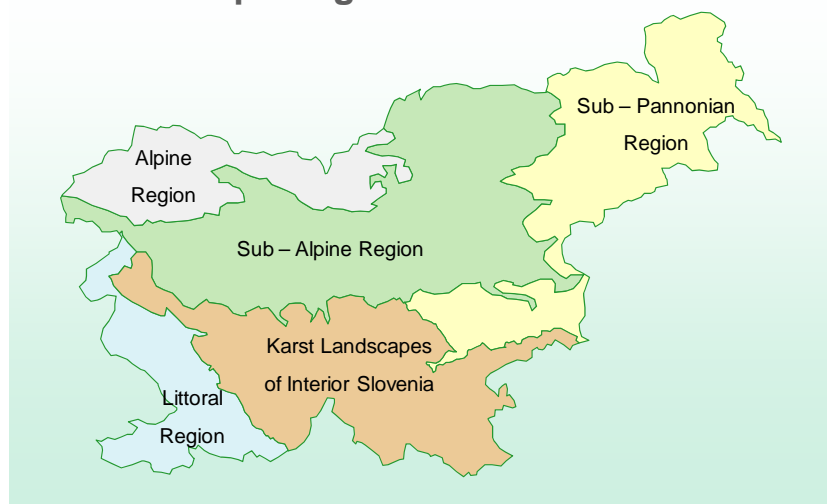 Alpine
Region
Sub – Pannonian
Region
Sub – Alpine Region
Karst Landscapes
of Interior Slovenia
Littoral
Region